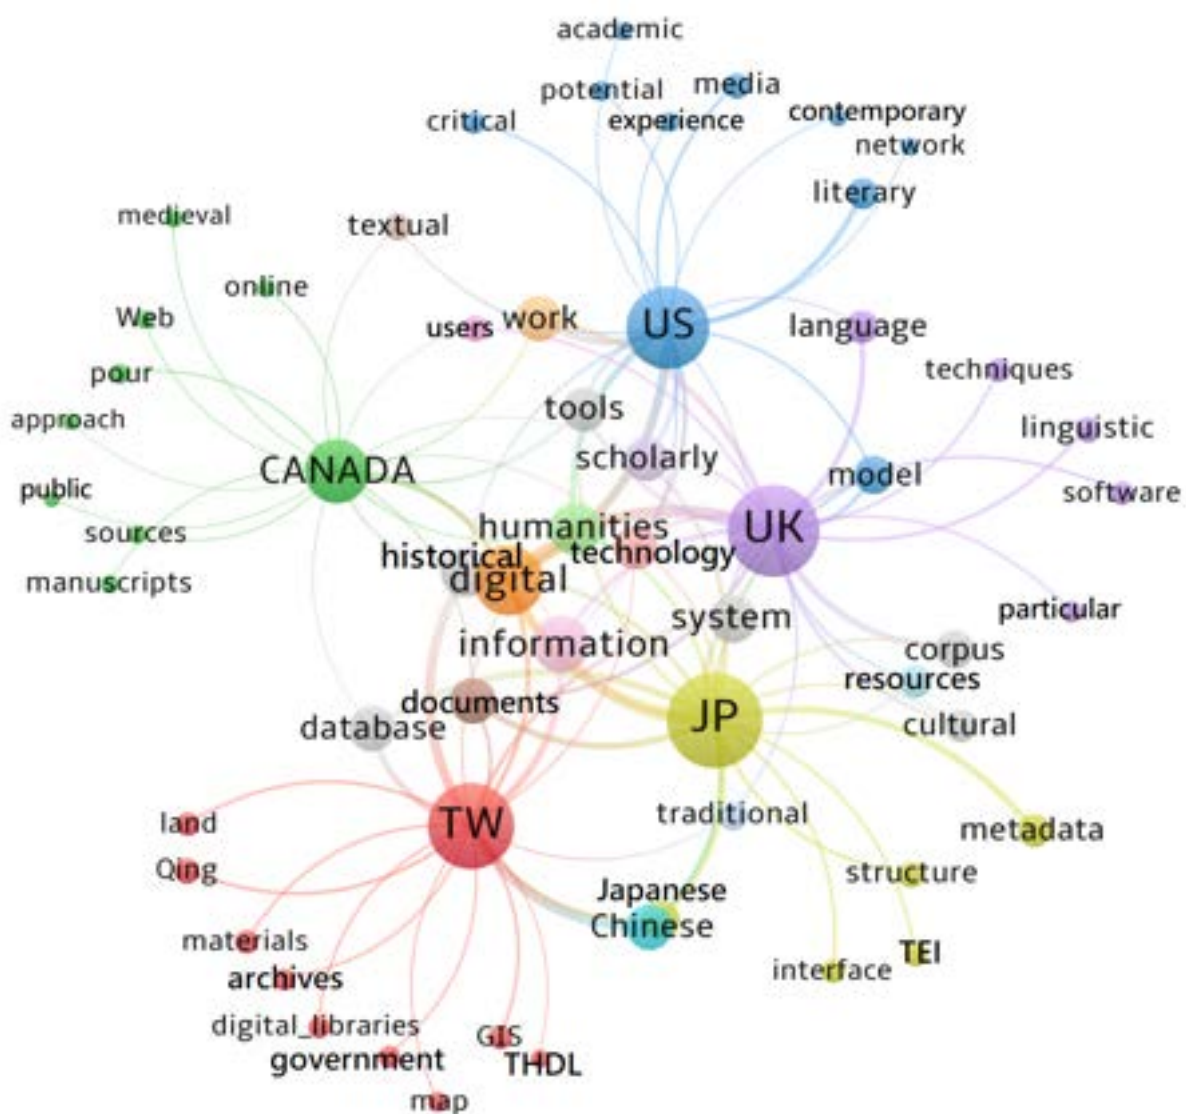 academic
potential
media
critical
experience
contemporary
network
literary
medieval
textual
online
Web
users
work
US
language
pour
techniques
approach
tools
linguistic
CANADA
scholarly
model
public
software
sources
humanities
UK
manuscripts
historical
technology
digital
particular
system
information
corpus
resources
documents
database
JP
cultural
land
TW
traditional
metadata
Qing
structure
Japanese
Chinese
materials
archives
interface
TEI
digital_libraries
government
GIS
THDL
map